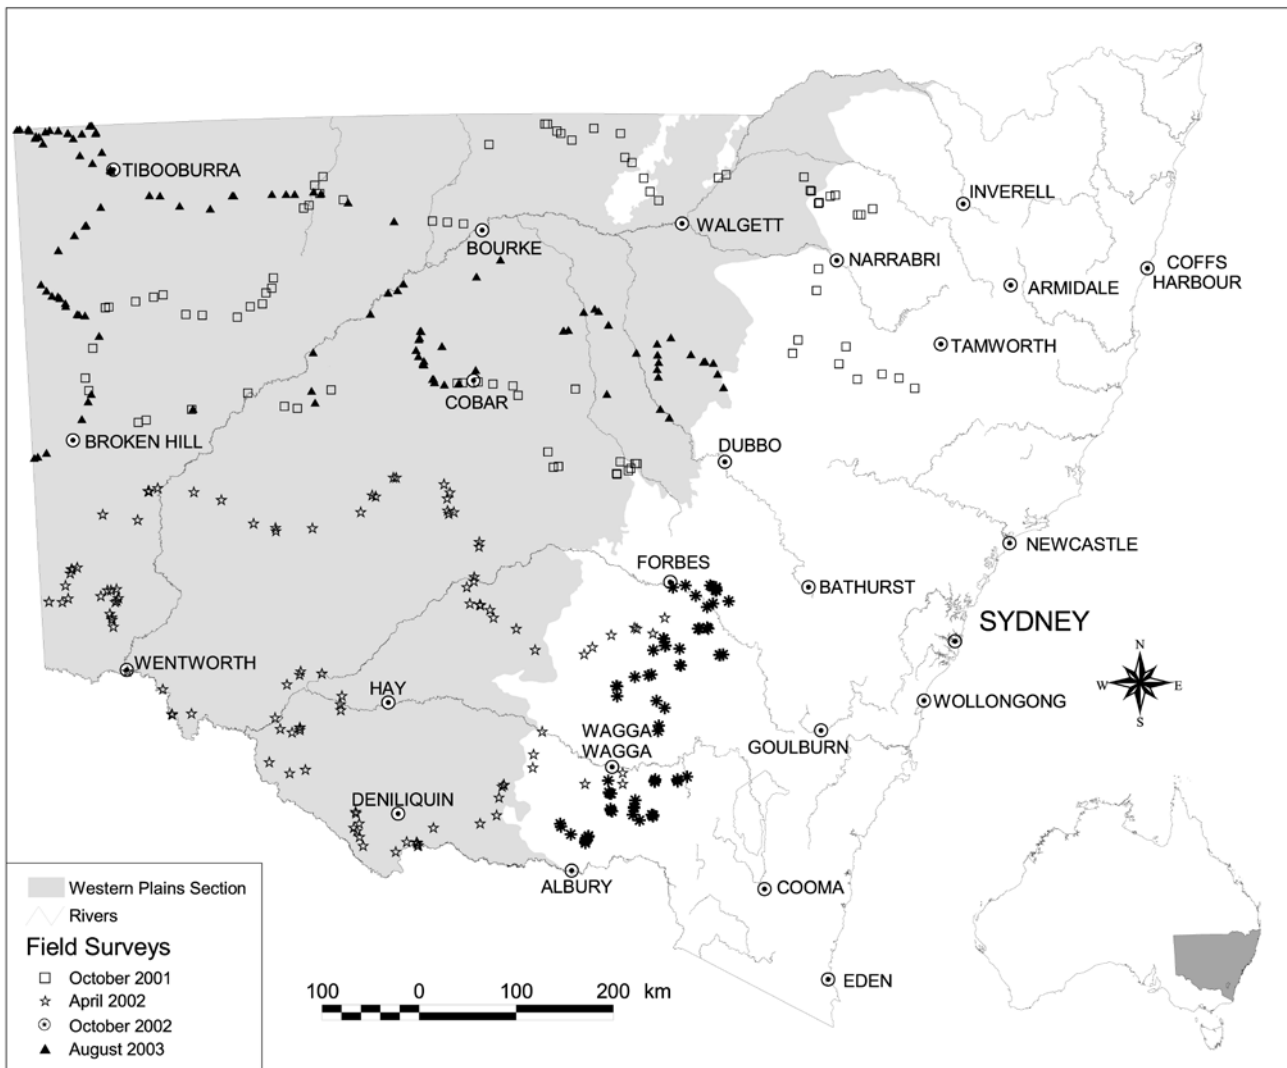 TIBOOBURRA
INVERELL
WALGETT
BOURKE
NARRABRI
COFFS
HARBOUR
ARMIDALE
TAMWORTH
COBAR
BROKEN HILL
DUBBO
NEWCASTLE
FORBES
BATHURST
SYDNEY
N
W E
S
WENTWORTH
HAY
WOLLONGONG
WAGGA
WAGGA
GOULBURN
DENILIQUIN
ALBURY
COOMA
EDEN
Western Plains Section
Rivers
Field Surveys
October 2001
April 2002
October 2002
August 2003
100 0 100 200 km